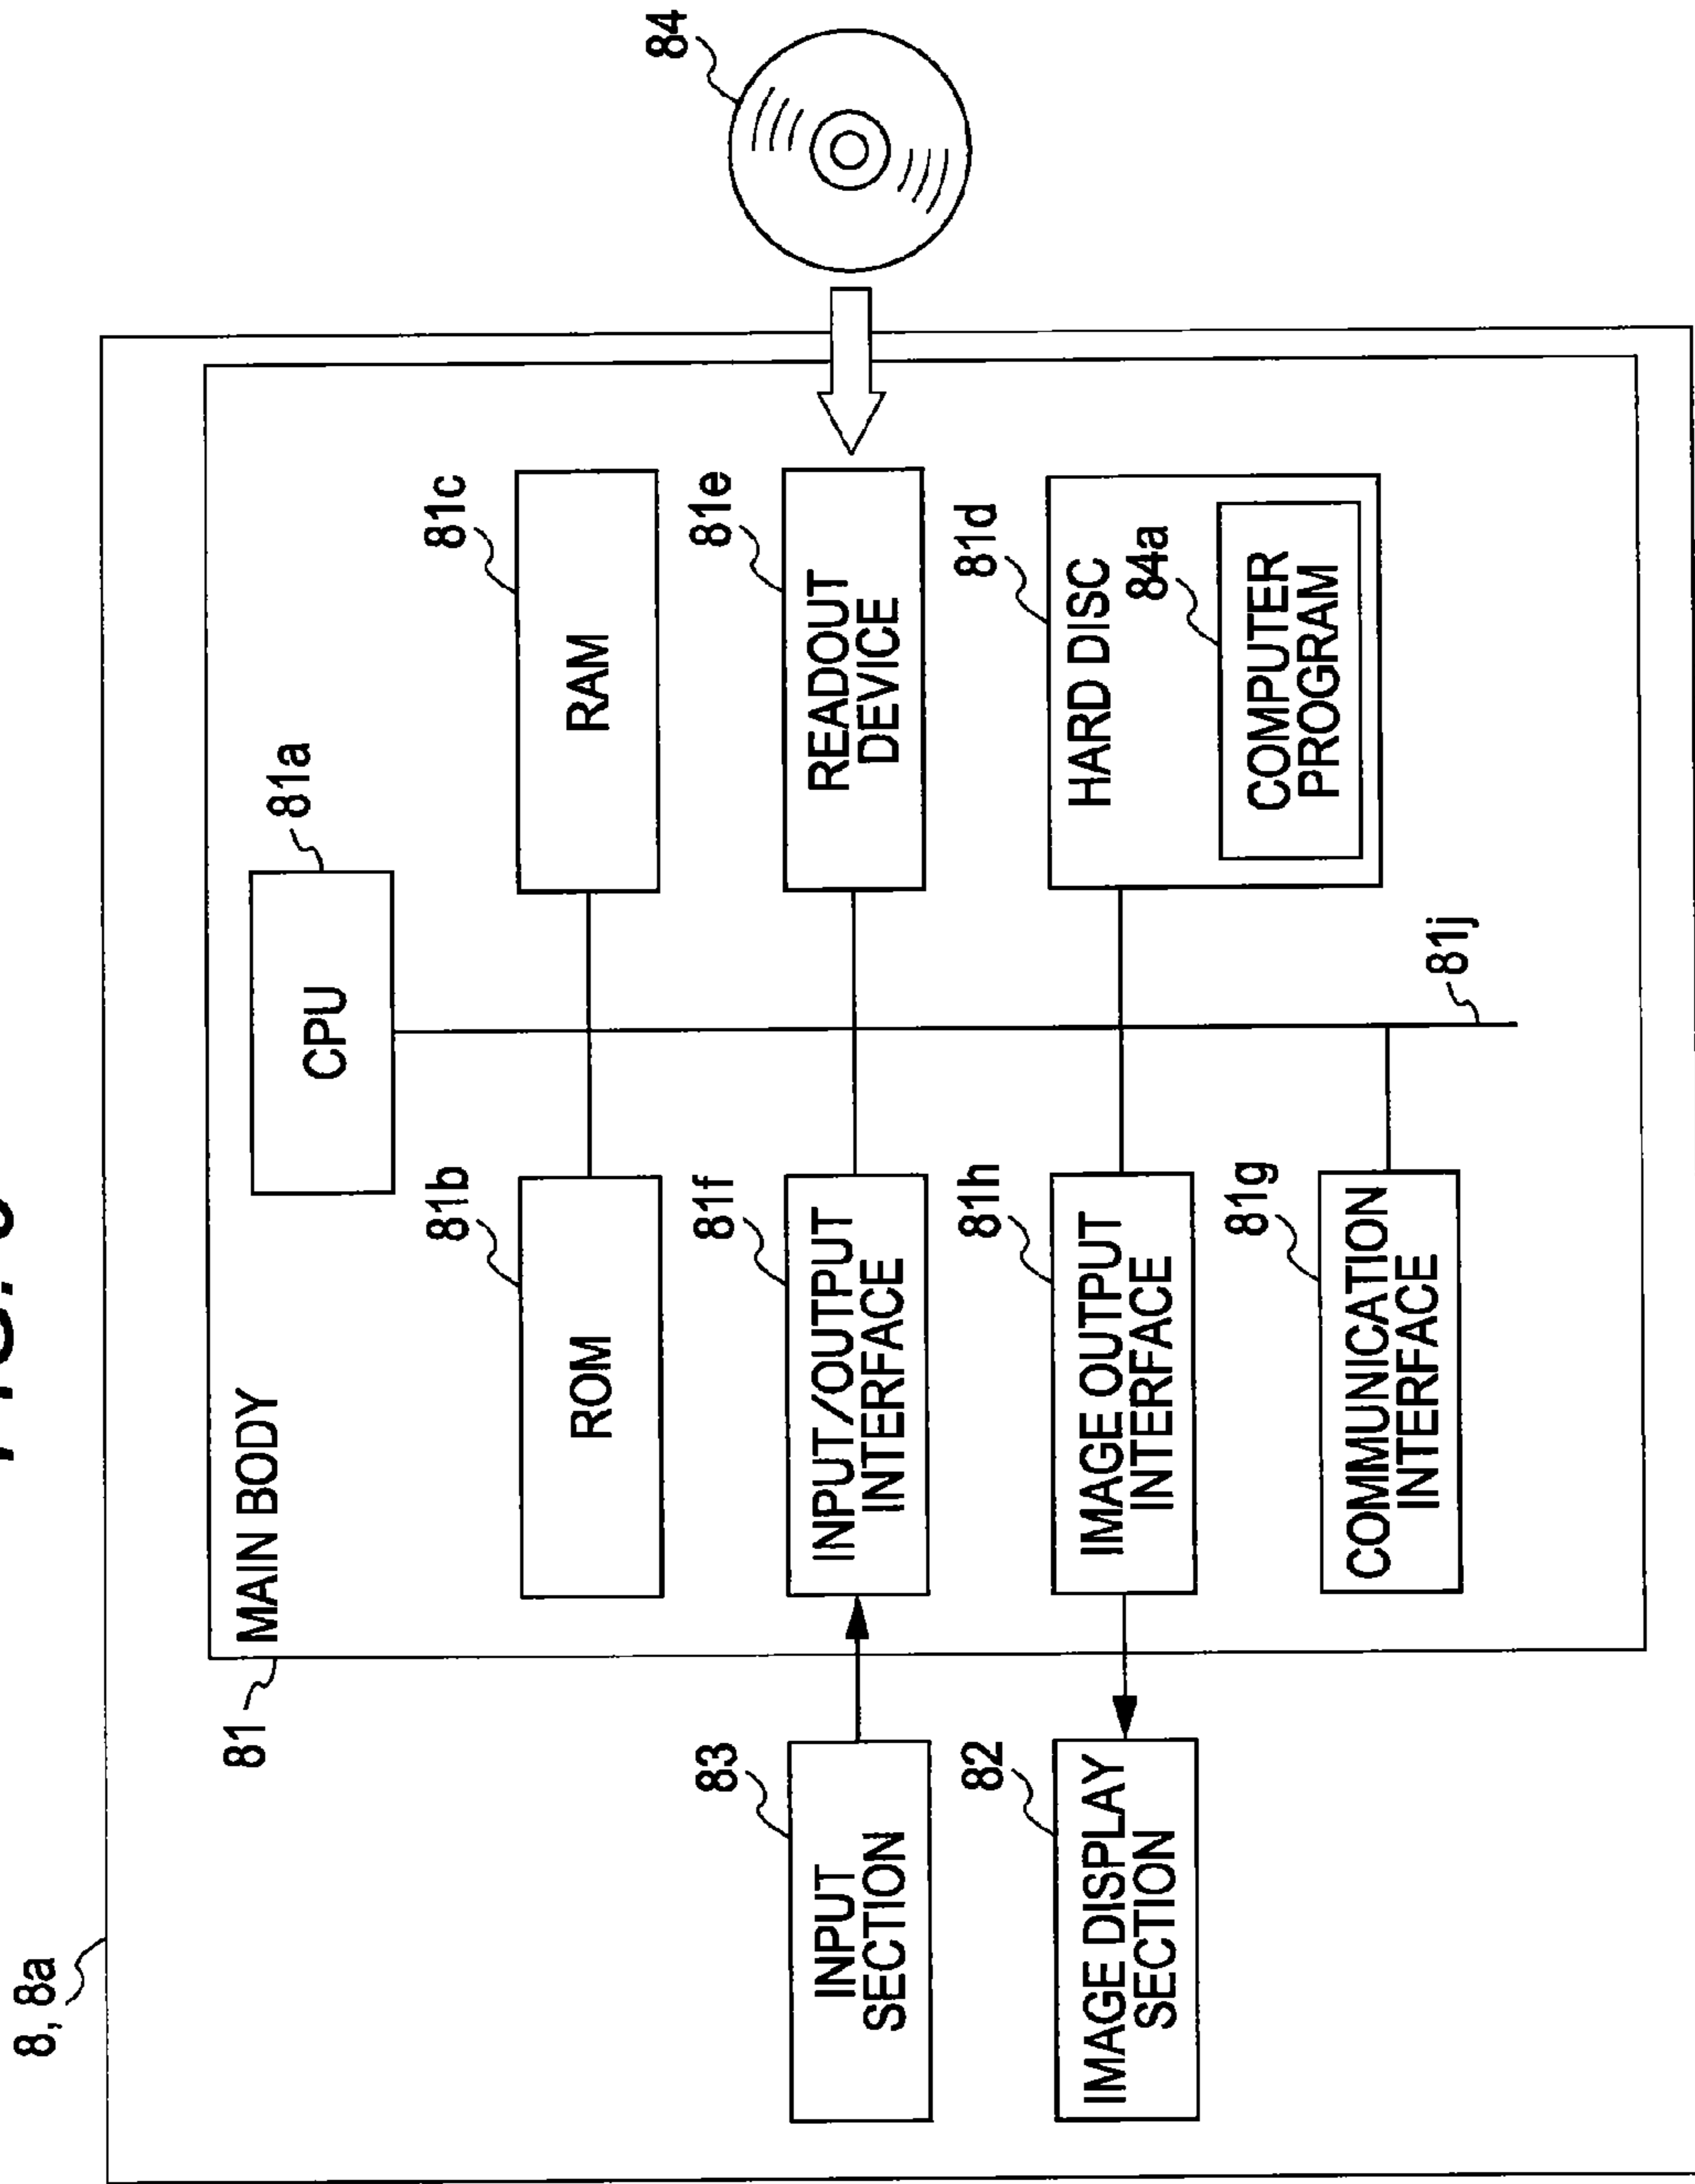 8, 8a
81
MAIN BODY
CPU
81a
ROM
81b
RAM
81c
83
INPUT
SECTION
INPUT/OUTPUT
INTERFACE
81f
READOUT
DEVICE
81e
84
82
IMAGE DISPLAY
SECTION
IMAGE OUTPUT
INTERFACE
81h
HARD DISC
81d
84a
COMPUTER
PROGRAM
COMMUNICATION
INTERFACE
81g
81j